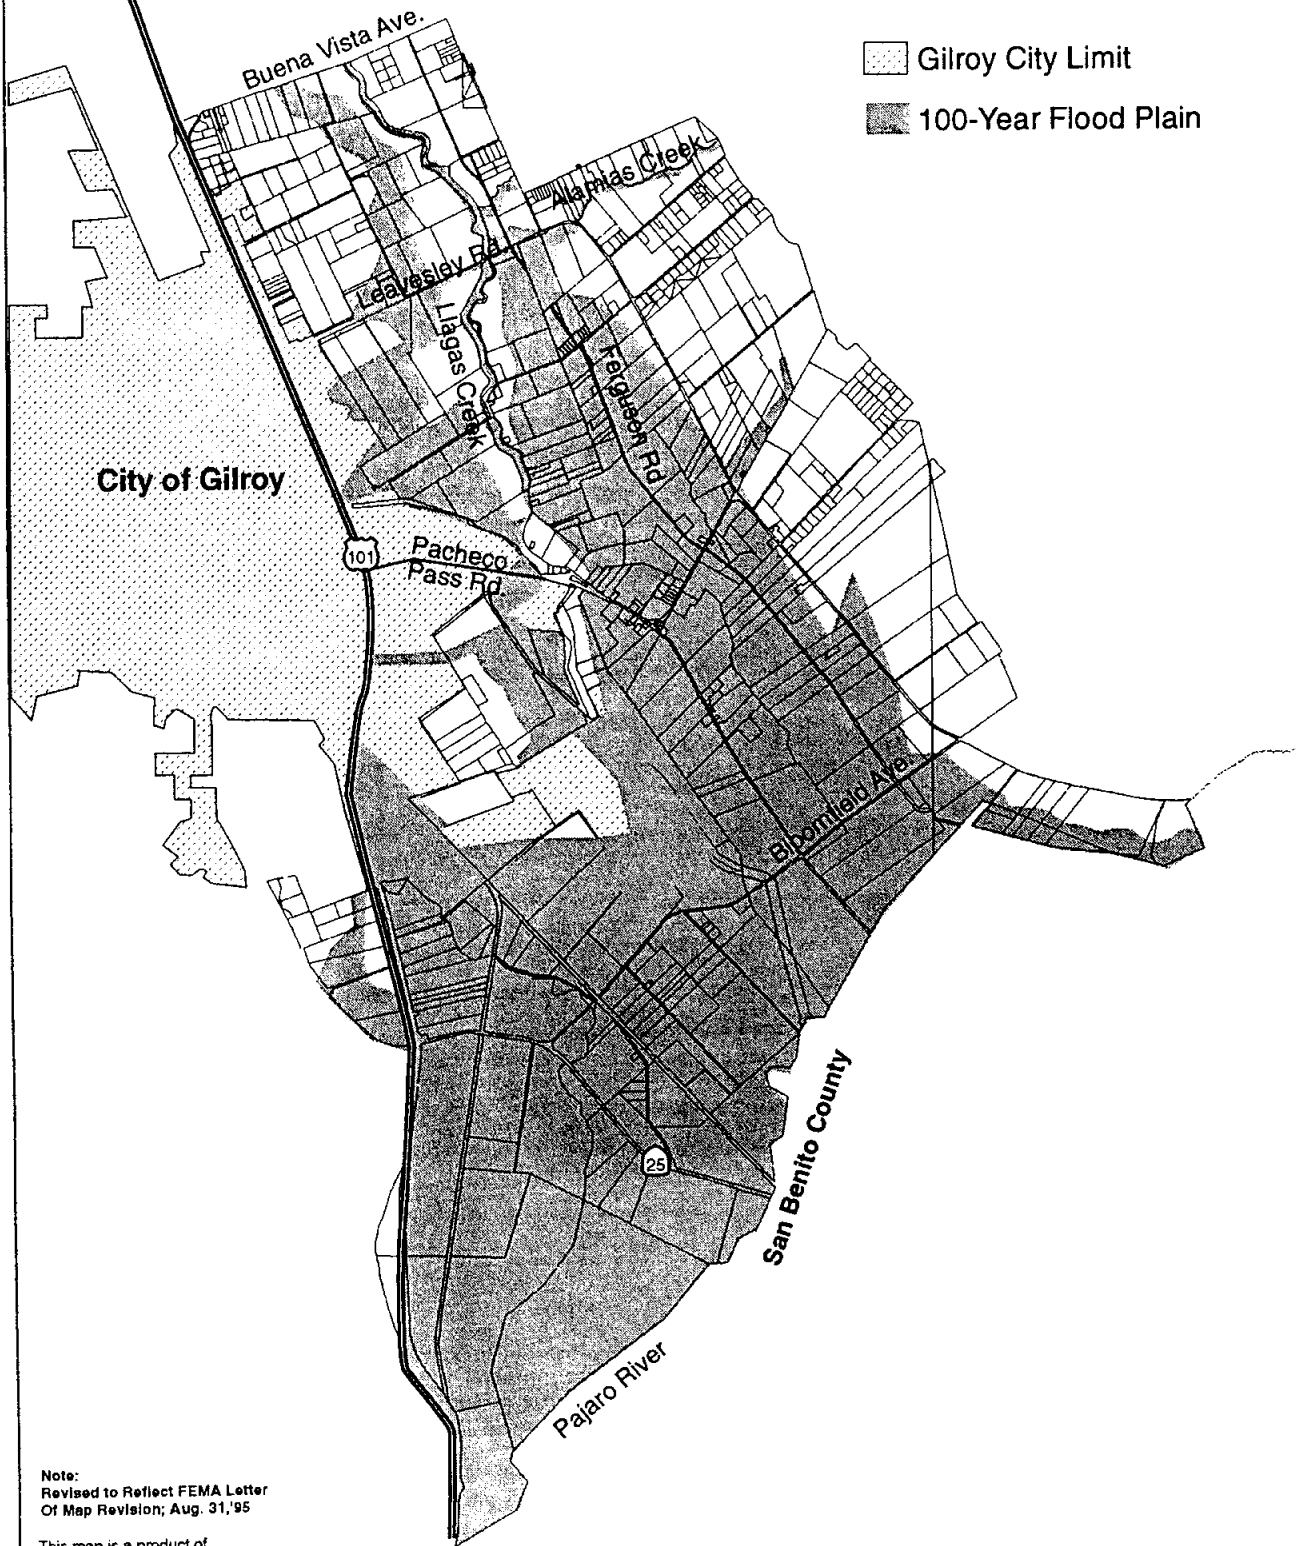 Buena Vista Ave.
Gilroy City Limit
100-Year Flood Plain
Alamias Creek
Leavesley Rd.
Llagas Creek
Ferguson Rd
City of Gilroy
101
Pacheco
Pass Rd
Bloomfield Ave.
25
San Benito County
Pajaro River
Note:
Revised to Reflect FEMA Letter
Of Map Revision; Aug. 31,'95
This map is a product of